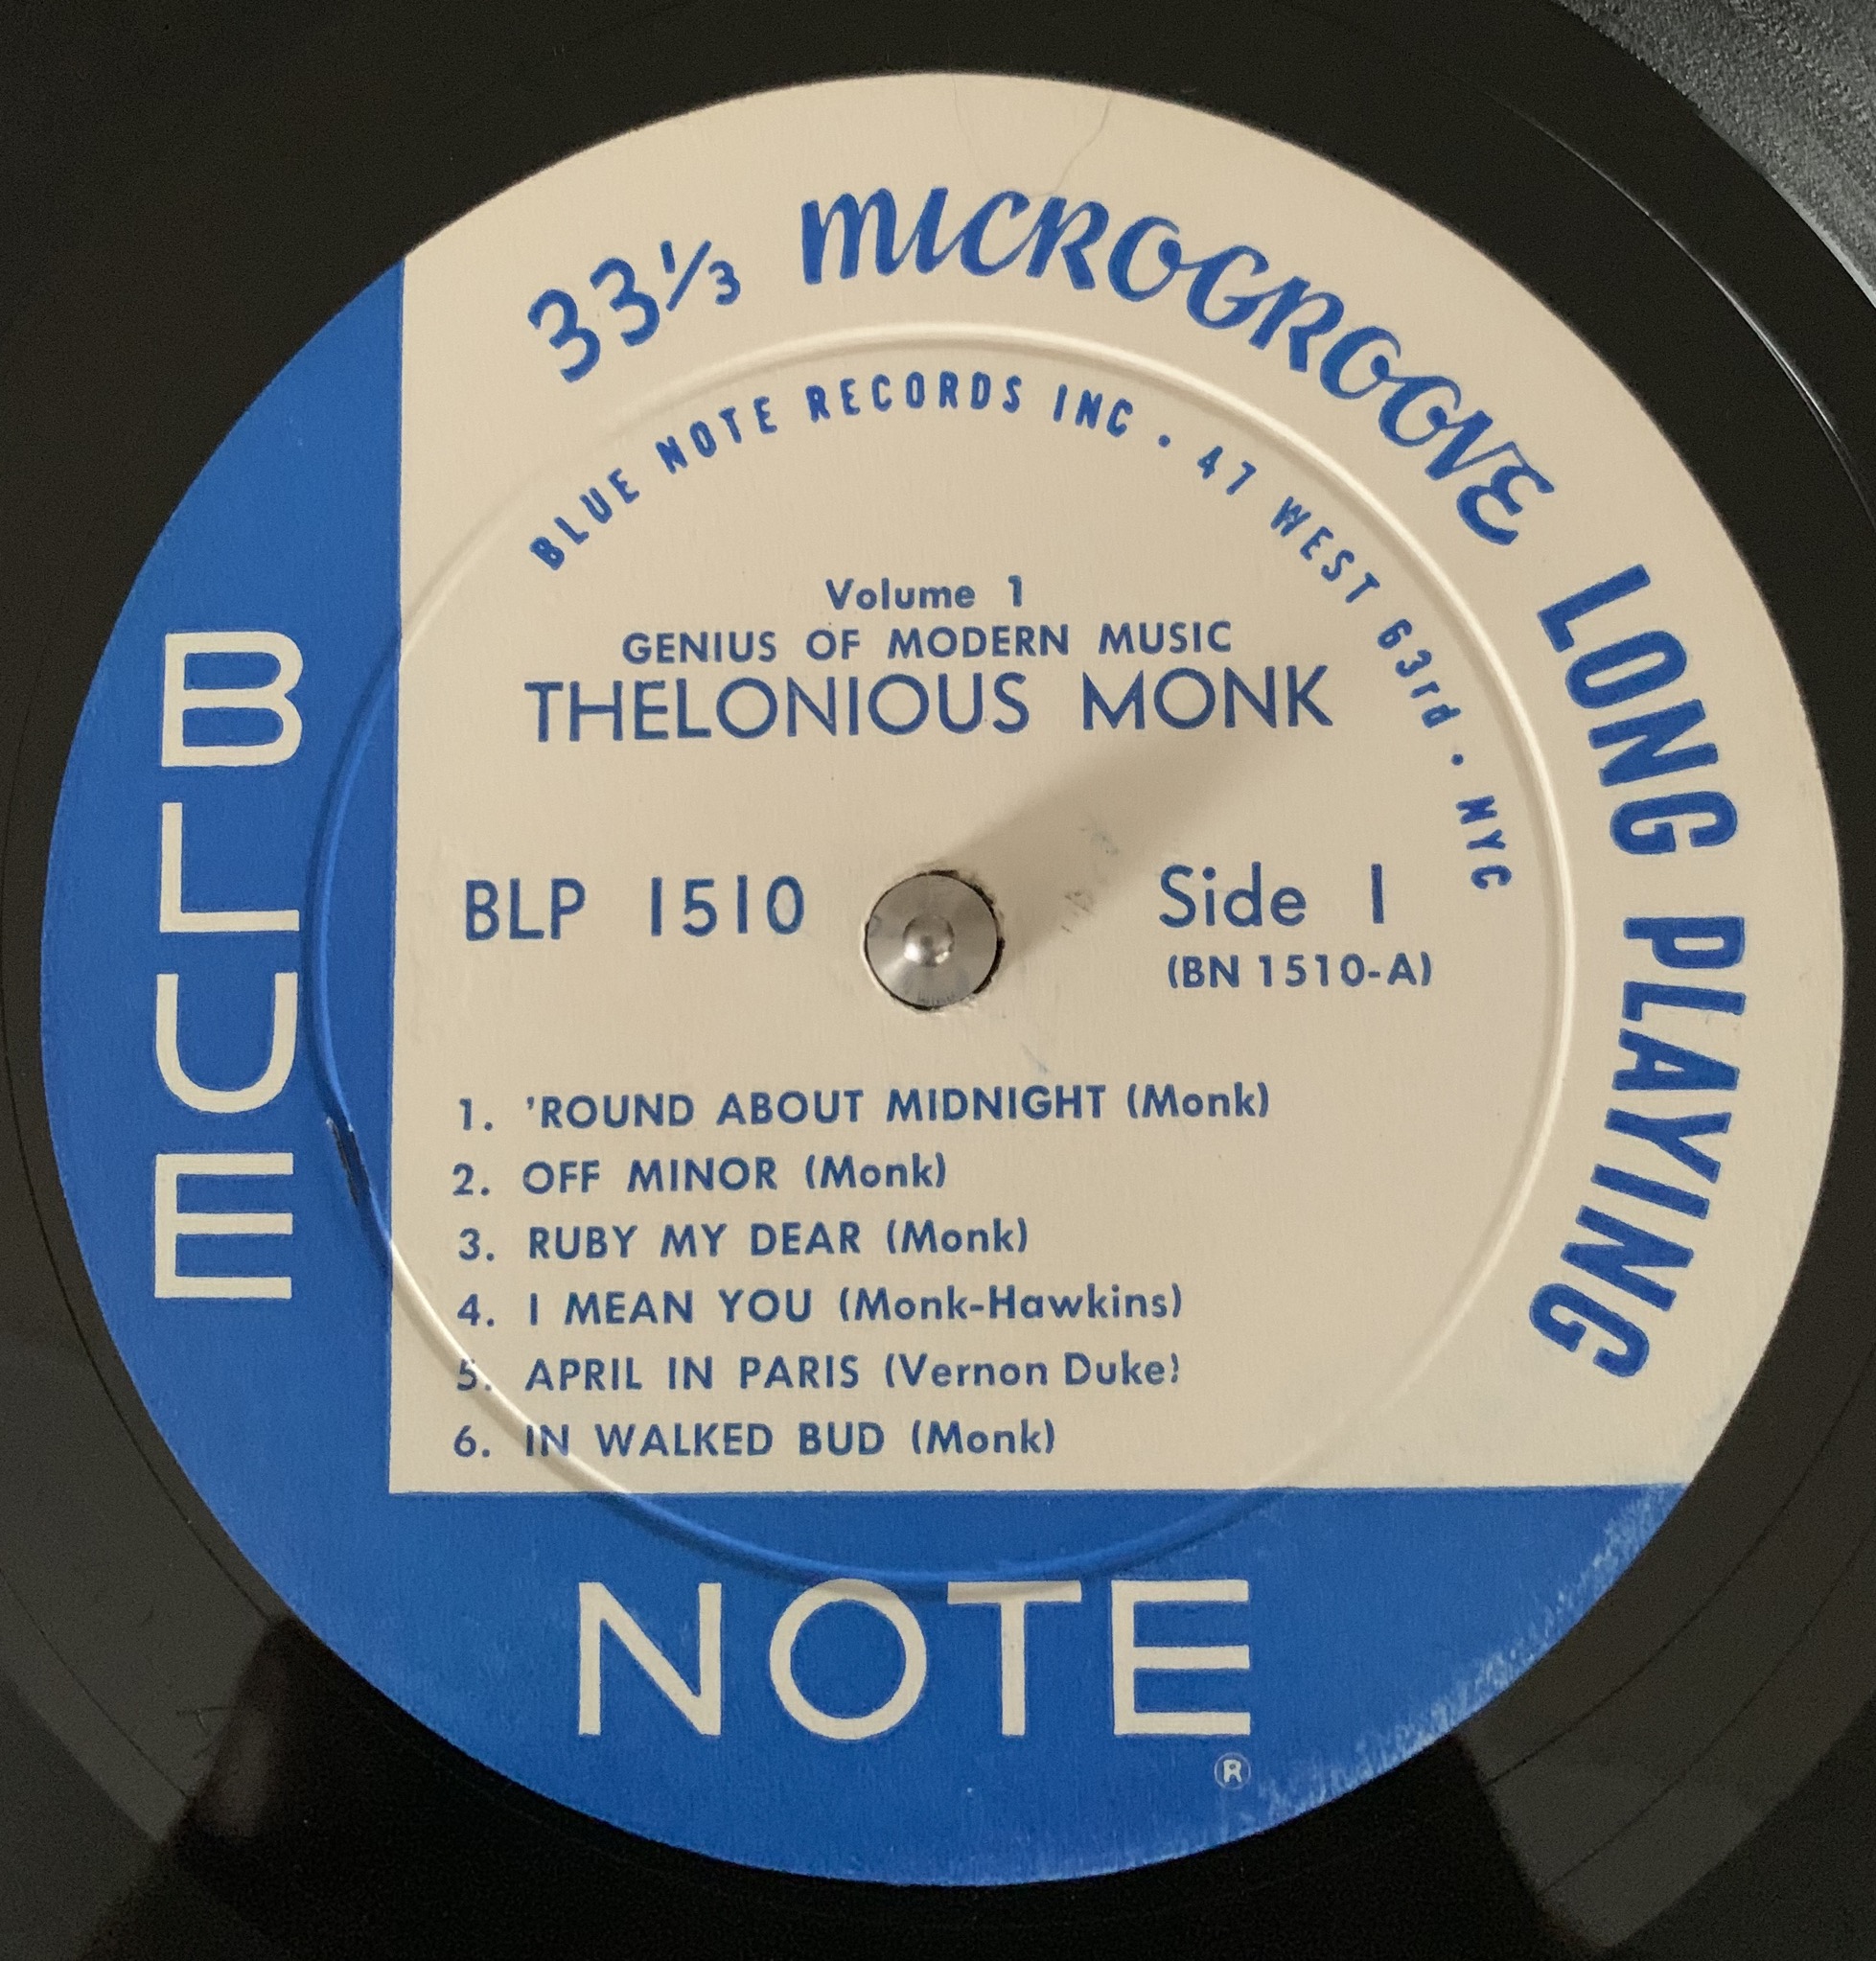 33⅓ MICROGROOVE LONG PLAYING
BLUE NOTE RECORDS INC • 47 WEST 63rd • NYC
Volume 1
GENIUS OF MODERN MUSIC
THELONIOUS MONK
BLP 1510
Side 1
(BN 1510-A)
1. 'ROUND ABOUT MIDNIGHT (Monk)
2. OFF MINOR (Monk)
3. RUBY MY DEAR (Monk)
4. I MEAN YOU (Monk-Hawkins)
5. APRIL IN PARIS (Vernon Duke)
6. IN WALKED BUD (Monk)
BLUE
NOTE
®